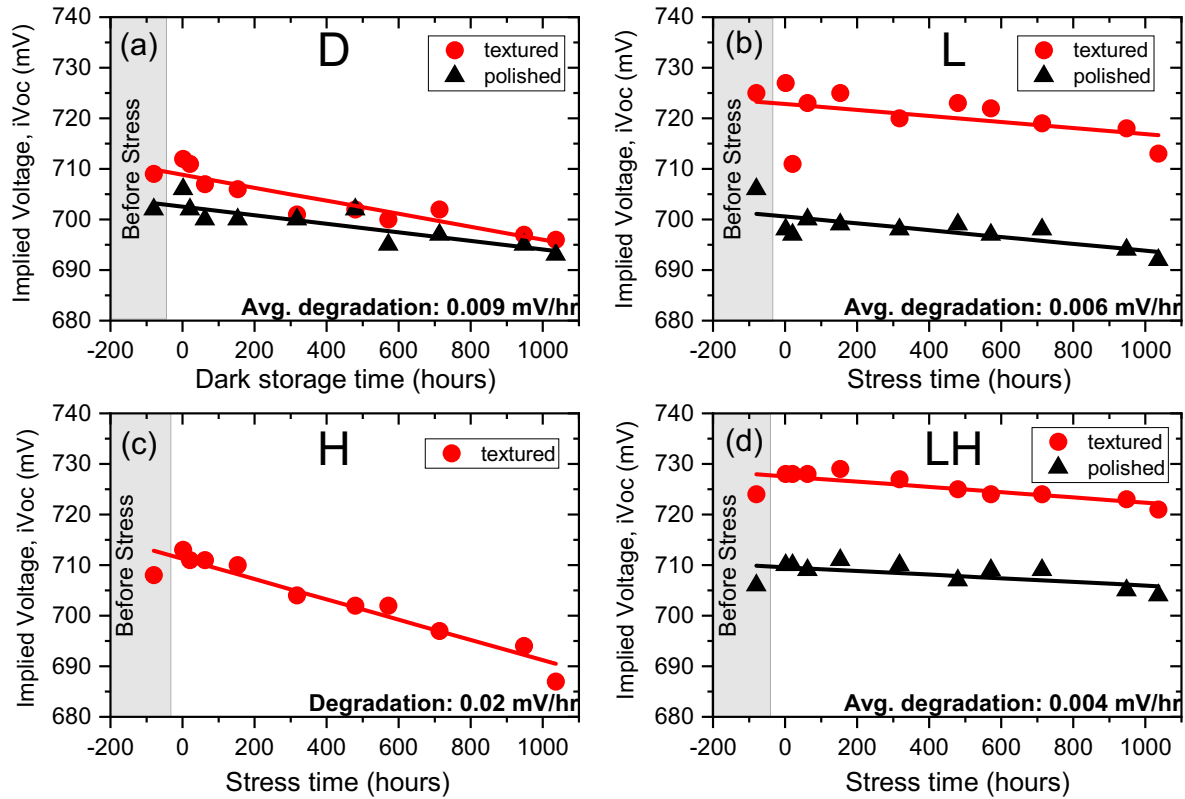 (a)
D
textured
polished
Before Stress
Implied Voltage, iVoc (mV)
740
730
720
710
700
690
680
Avg. degradation: 0.009 mV/hr
-200 0 200 400 600 800 1000
Dark storage time (hours)
(b)
L
textured
polished
Before Stress
Implied Voltage, iVoc (mV)
740
730
720
710
700
690
680
Avg. degradation: 0.006 mV/hr
-200 0 200 400 600 800 1000
Stress time (hours)
(c)
H
textured
Before Stress
Implied Voltage, iVoc (mV)
740
730
720
710
700
690
680
Degradation: 0.02 mV/hr
-200 0 200 400 600 800 1000
Stress time (hours)
(d)
LH
textured
polished
Before Stress
Implied Voltage, iVoc (mV)
740
730
720
710
700
690
680
Avg. degradation: 0.004 mV/hr
-200 0 200 400 600 800 1000
Stress time (hours)